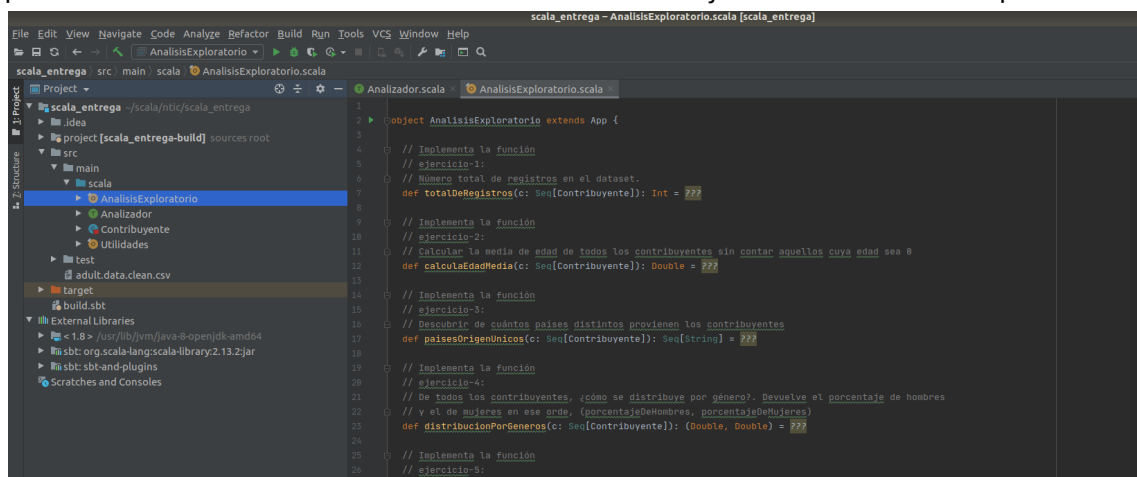 scala_entrega – AnalisisExploratorio.scala [scala_entrega]
File Edit View Navigate Code Analyze Refactor Build Run Tools VCS Window Help
AnalisisExploratorio
scala_entrega src main scala AnalisisExploratorio.scala
1: Project
Z: Structure
Project
scala_entrega ~/scala/ntic/scala_entrega
.idea
project [scala_entrega-build] sources root
src
main
scala
AnalisisExploratorio
Analizador
Contribuyente
Utilidades
test
adult.data.clean.csv
target
build.sbt
External Libraries
< 1.8 > /usr/lib/jvm/java-8-openjdk-amd64
sbt: org.scala-lang:scala-library:2.13.2:jar
sbt: sbt-and-plugins
Scratches and Consoles
Analizador.scala AnalisisExploratorio.scala
1
2 object AnalisisExploratorio extends App {
3
4 // Implementa la función
5 // ejercicio-1:
6 // Número total de registros en el dataset.
7 def totalDeRegistros(c: Seq[Contribuyente]): Int = ???
8
9 // Implementa la función
10 // ejercicio-2:
11 // Calcular la media de edad de todos los contribuyentes sin contar aquellos cuya edad sea 0
12 def calculaEdadMedia(c: Seq[Contribuyente]): Double = ???
13
14 // Implementa la función
15 // ejercicio-3:
16 // Descubrir de cuántos países distintos provienen los contribuyentes
17 def paisesOrigenUnicos(c: Seq[Contribuyente]): Seq[String] = ???
18
19 // Implementa la función
20 // ejercicio-4:
21 // De todos los contribuyentes, ¿cómo se distribuye por género?. Devuelve el porcentaje de hombres
22 // y el de mujeres en ese orde, (porcentajeDeHombres, porcentajeDeMujeres)
23 def distribucionPorGeneros(c: Seq[Contribuyente]): (Double, Double) = ???
24
25 // Implementa la función
26 // ejercicio-5: